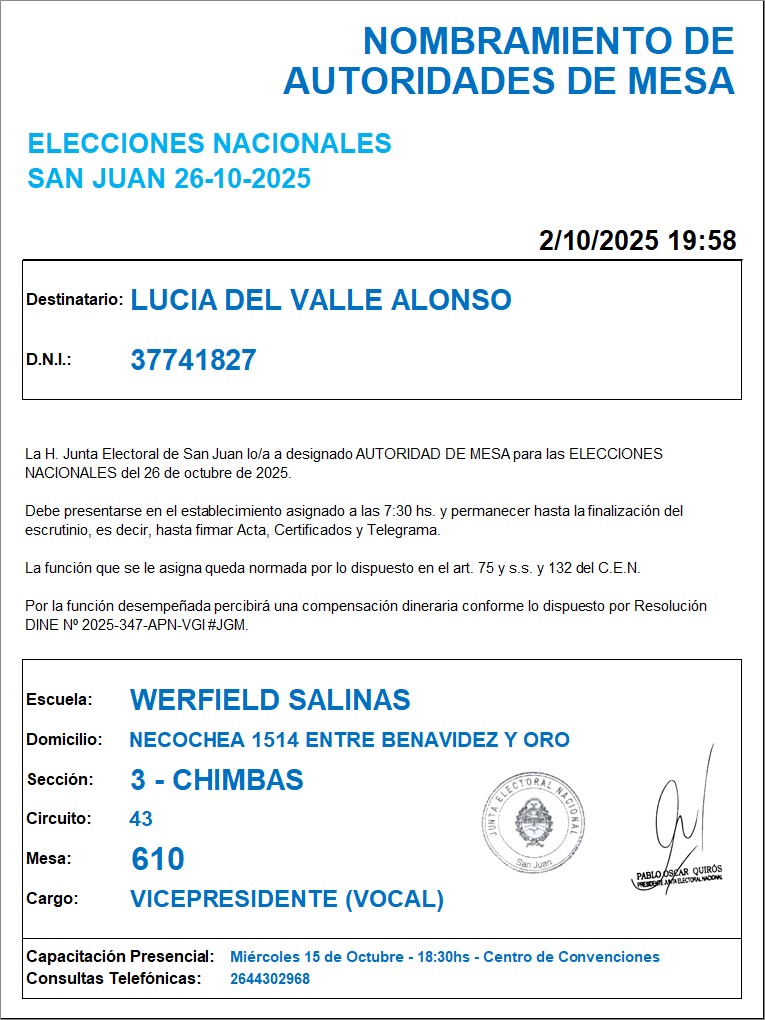 NOMBRAMIENTO DE
AUTORIDADES DE MESA
ELECCIONES NACIONALES
SAN JUAN 26-10-2025
2/10/2025 19:58
Destinatario: LUCIA DEL VALLE ALONSO
D.N.I.: 37741827
La H. Junta Electoral de San Juan lo/a a designado AUTORIDAD DE MESA para las ELECCIONES
NACIONALES del 26 de octubre de 2025.
Debe presentarse en el establecimiento asignado a las 7:30 hs. y permanecer hasta la finalización del
escrutinio, es decir, hasta firmar Acta, Certificados y Telegrama.
La función que se le asigna queda normada por lo dispuesto en el art. 75 y s.s. y 132 del C.E.N.
Por la función desempeñada percibirá una compensación dineraria conforme lo dispuesto por Resolución
DINE Nº 2025-347-APN-VGI#JGM.
Escuela: WERFIELD SALINAS
Domicilio: NECOCHEA 1514 ENTRE BENAVIDEZ Y ORO
Sección: 3 - CHIMBAS
Circuito: 43
Mesa: 610
Cargo: VICEPRESIDENTE (VOCAL)
JUNTA ELECTORAL NACIONAL
San Juan
PABLO OSCAR QUIRÓS
PRESIDENTE JUNTA ELECTORAL NACIONAL
Capacitación Presencial: Miércoles 15 de Octubre - 18:30hs - Centro de Convenciones
Consultas Telefónicas: 2644302968